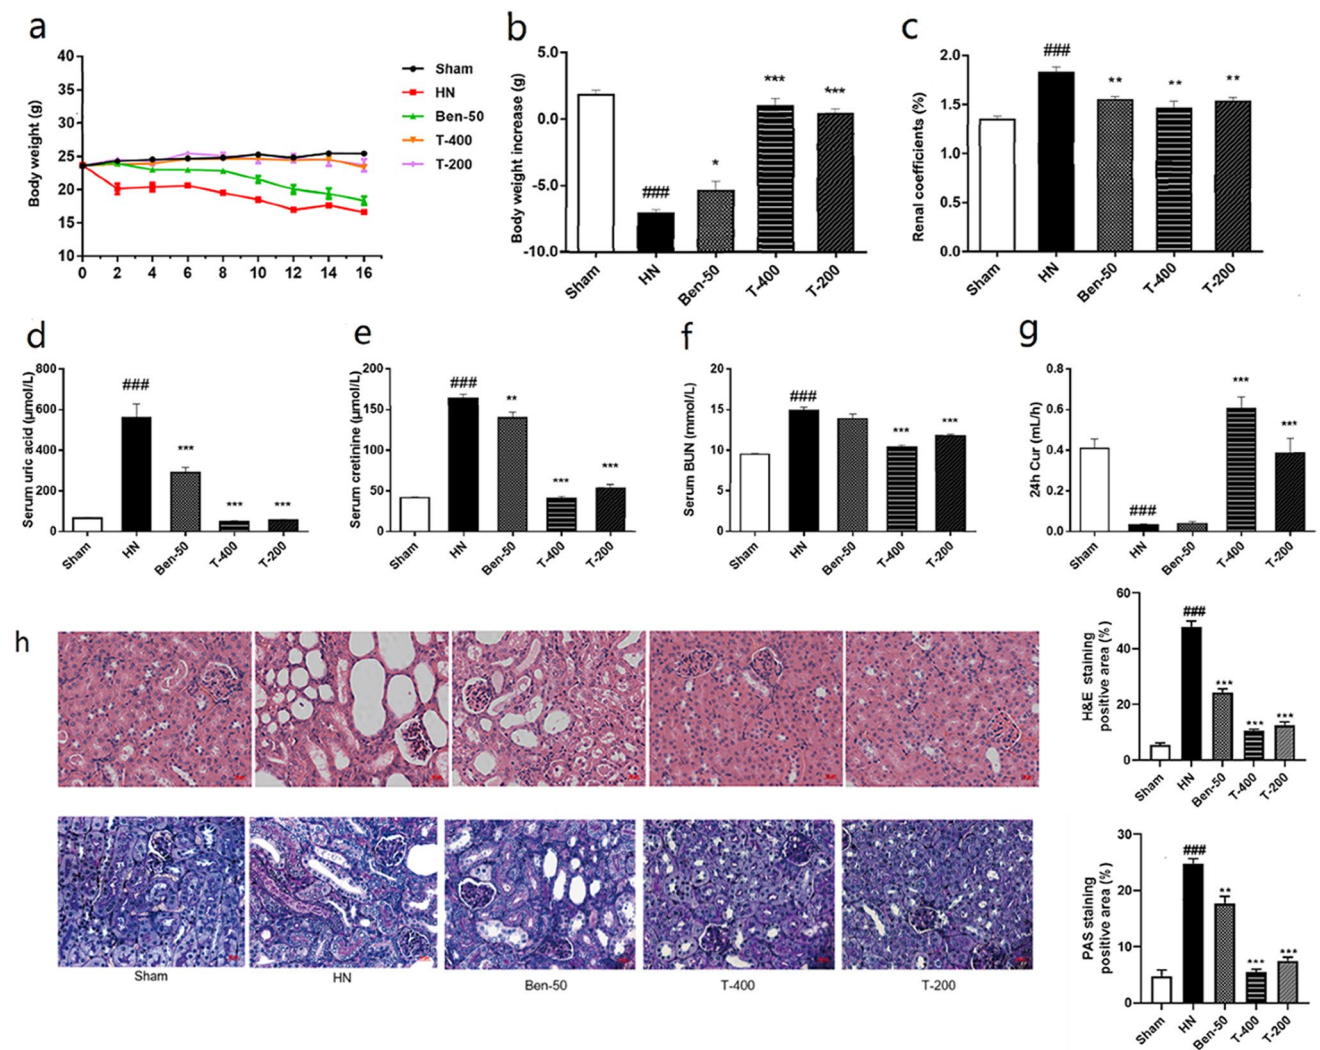 a
Body weight (g)
40
35
30
25
20
15
10
0 2 4 6 8 10 12 14 16
Sham
HN
Ben-50
T-400
T-200
b
Body weight increase (g)
5.0
0.0
-5.0
-10.0
###
*
***
***
Sham HN Ben-50 T-400 T-200
c
Renal coefficients (%)
2.0
1.5
1.0
0.5
0.0
###
**
**
**
Sham HN Ben-50 T-400 T-200
d
Serum uric acid (μmol/L)
800
600
400
200
0
###
***
***
***
Sham HN Ben-50 T-400 T-200
e
Serum cretinine (μmol/L)
200
150
100
50
0
###
**
***
***
Sham HN Ben-50 T-400 T-200
f
Serum BUN (mmol/L)
20
15
10
5
0
###
***
***
Sham HN Ben-50 T-400 T-200
g
24h Cur (mL/h)
0.8
0.6
0.4
0.2
0.0
###
***
***
Sham HN Ben-50 T-400 T-200
h
H&E staining
positive area (%)
60
40
20
0
###
***
***
***
Sham HN Ben-50 T-400 T-200
PAS staining
positive area (%)
30
20
10
0
###
**
***
***
Sham HN Ben-50 T-400 T-200
Sham
HN
Ben-50
T-400
T-200